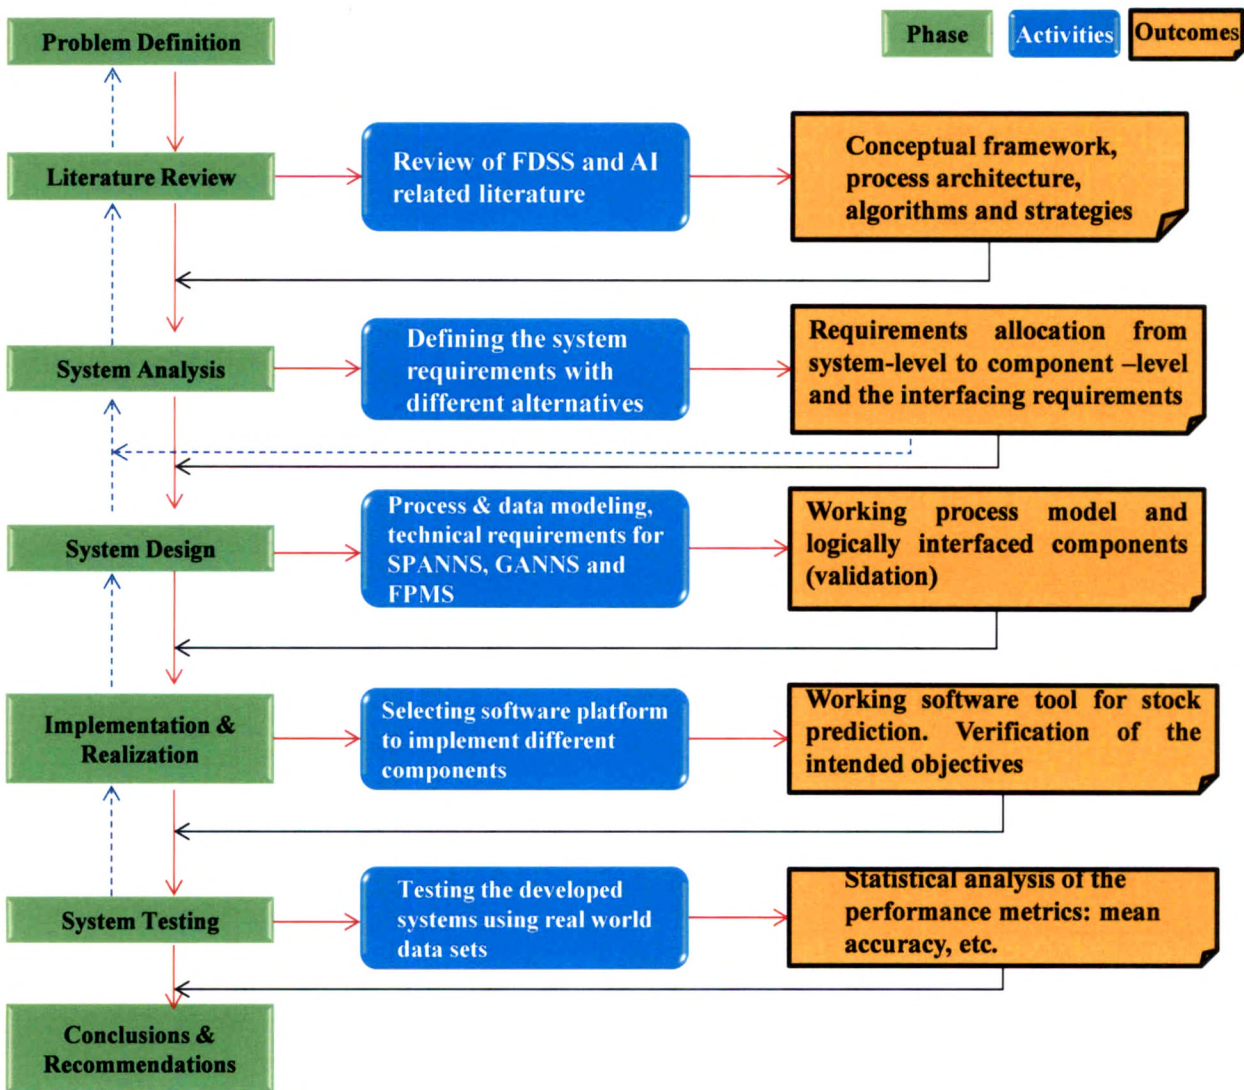 Problem Definition
Phase
Activities
Outcomes
Literature Review
Review of FDSS and AI
related literature
Conceptual framework,
process architecture,
algorithms and strategies
System Analysis
Defining the system
requirements with
different alternatives
Requirements allocation from
system-level to component –level
and the interfacing requirements
System Design
Process & data modeling,
technical requirements for
SPANNS, GANNS and
FPMS
Working process model and
logically interfaced components
(validation)
Implementation &
Realization
Selecting software platform
to implement different
components
Working software tool for stock
prediction. Verification of the
intended objectives
System Testing
Testing the developed
systems using real world
data sets
Statistical analysis of the
performance metrics: mean
accuracy, etc.
Conclusions &
Recommendations